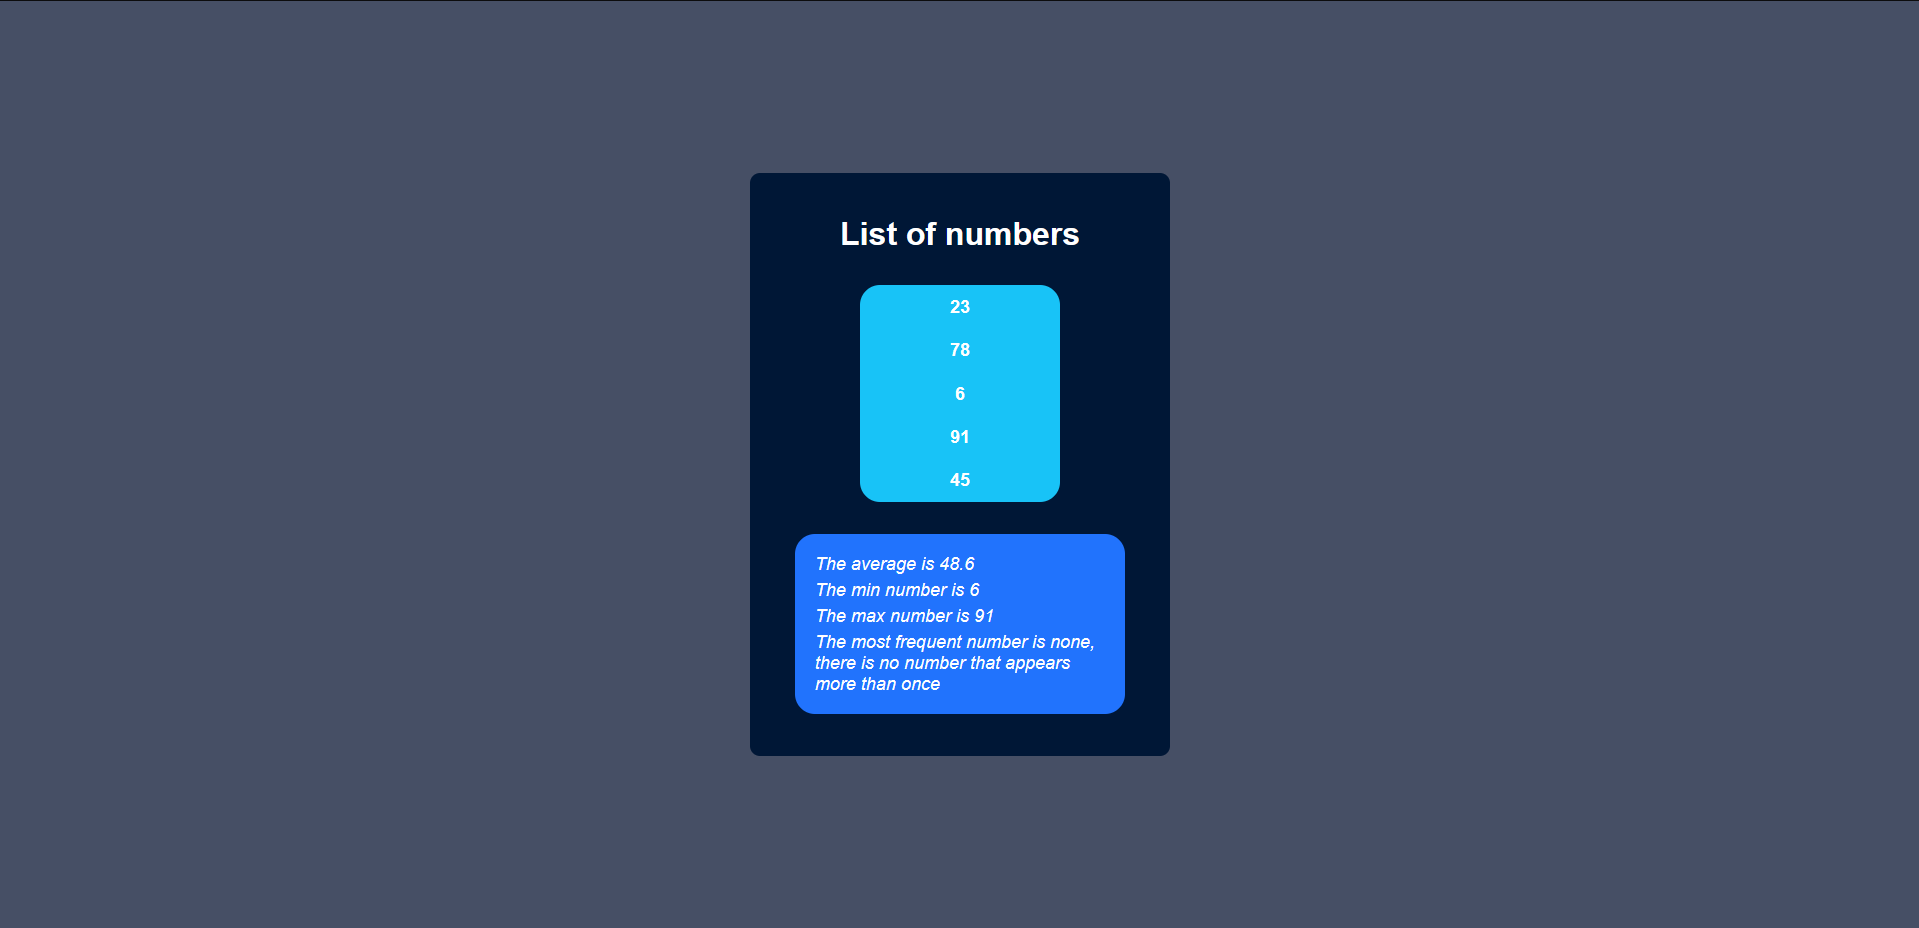 List of numbers
23
78
6
91
45
The average is 48.6
The min number is 6
The max number is 91
The most frequent number is none,
there is no number that appears
more than once